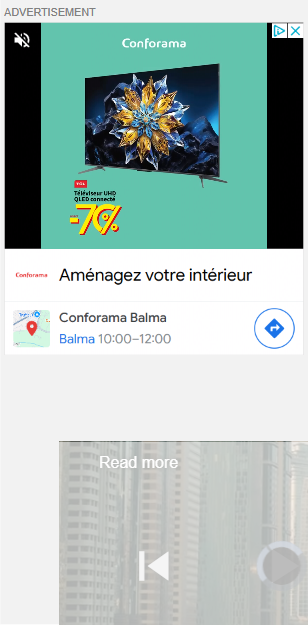 ADVERTISEMENT
Conforama
TCL
Téléviseur UHD
QLED connecté
-70%
Conforama
Aménagez votre intérieur
Conforama Balma
Balma 10:00–12:00
Read more